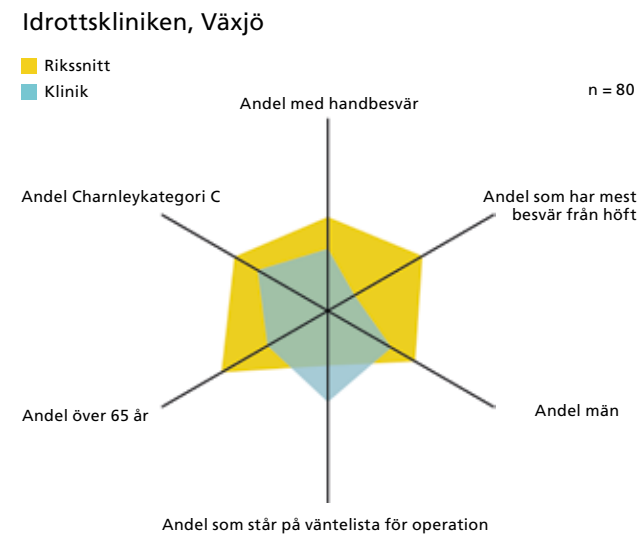 Idrottskliniken, Växjö
Rikssnitt
Klinik
n = 80
Andel med handbesvär
Andel Charnleykategori C
Andel som har mest
besvär från höft
Andel över 65 år
Andel män
Andel som står på väntelista för operation